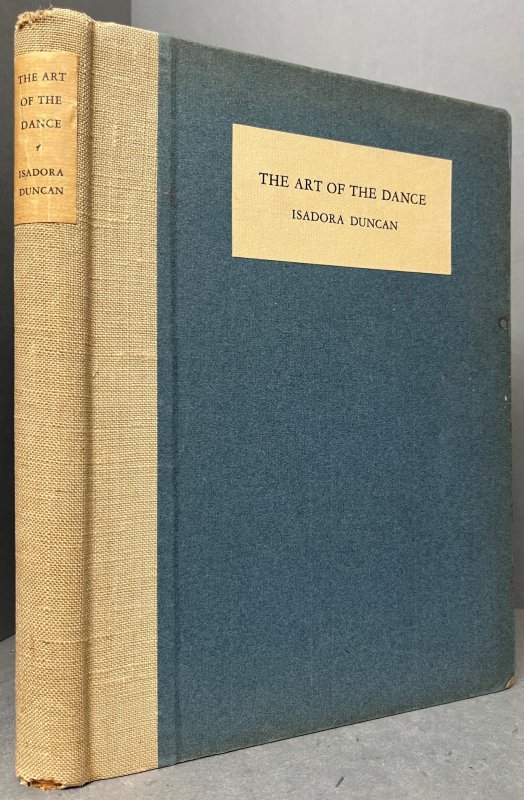 THE ART
OF THE
DANCE
ISADORA
DUNCAN
THE ART OF THE DANCE
ISADORA DUNCAN